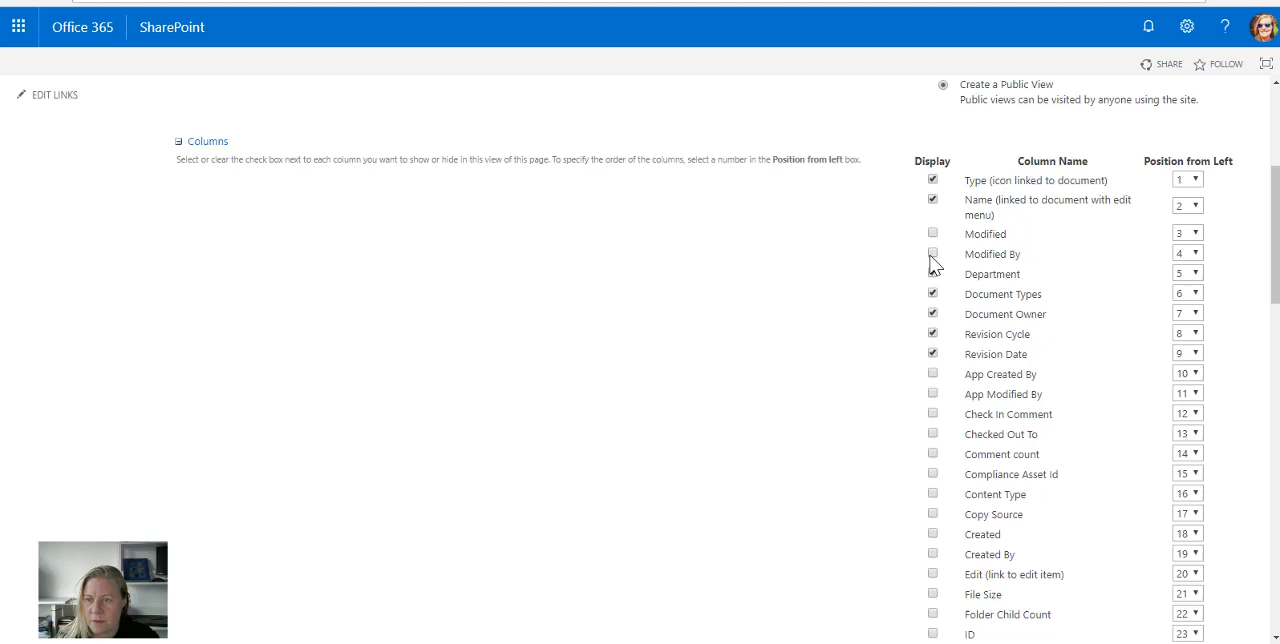 Office 365 SharePoint
SHARE FOLLOW
EDIT LINKS
Create a Public View
Public views can be visited by anyone using the site.
Columns
Select or clear the check box next to each column you want to show or hide in this view of this page. To specify the order of the columns, select a number in the Position from left box.
Display Column Name Position from Left
Type (icon linked to document) 1
Name (linked to document with edit
menu) 2
Modified 3
Modified By 4
Department 5
Document Types 6
Document Owner 7
Revision Cycle 8
Revision Date 9
App Created By 10
App Modified By 11
Check In Comment 12
Checked Out To 13
Comment count 14
Compliance Asset Id 15
Content Type 16
Copy Source 17
Created 18
Created By 19
Edit (link to edit item) 20
File Size 21
Folder Child Count 22
ID 23